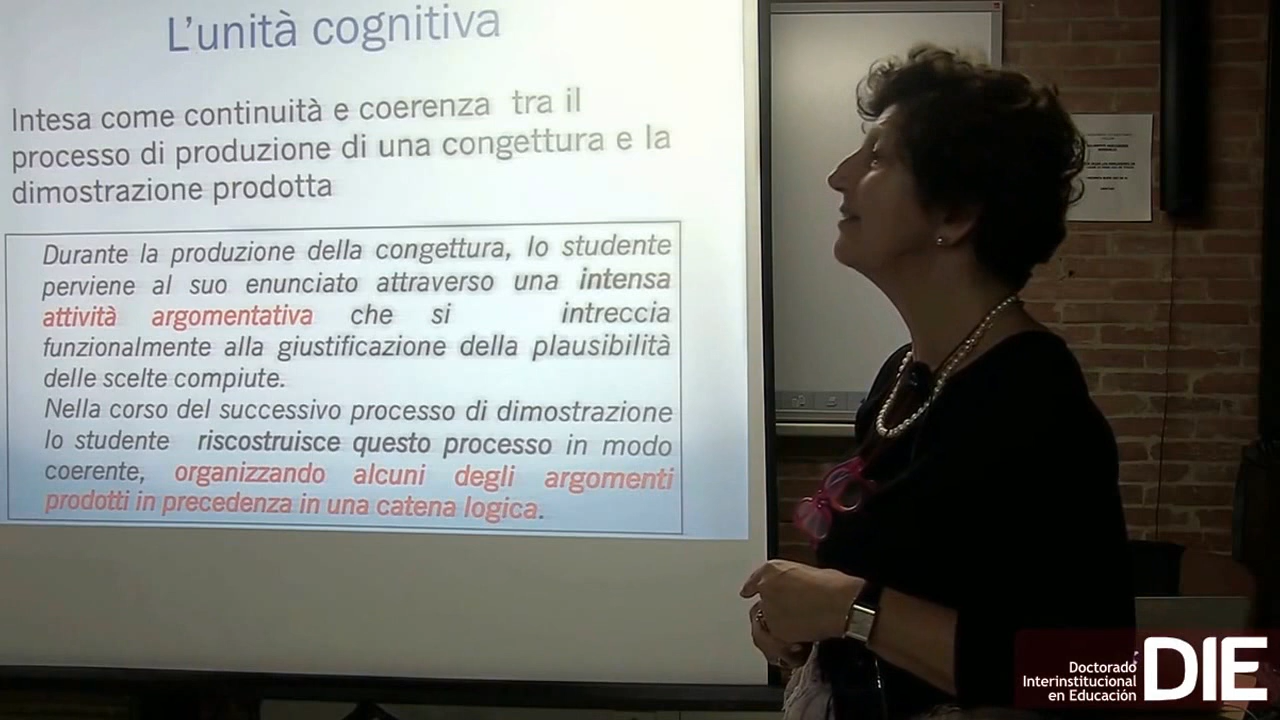 L'unità cognitiva
Intesa come continuità e coerenza tra il
processo di produzione di una congettura e la
dimostrazione prodotta
Durante la produzione della congettura, lo studente
perviene al suo enunciato attraverso una intensa
attività argomentativa che si intreccia
funzionalmente alla giustificazione della plausibilità
delle scelte compiute.
Nella corso del successivo processo di dimostrazione
lo studente riscostruisce questo processo in modo
coerente, organizzando alcuni degli argomenti
prodotti in precedenza in una catena logica.
Doctorado
Interinstitucional
en Educación
DIE